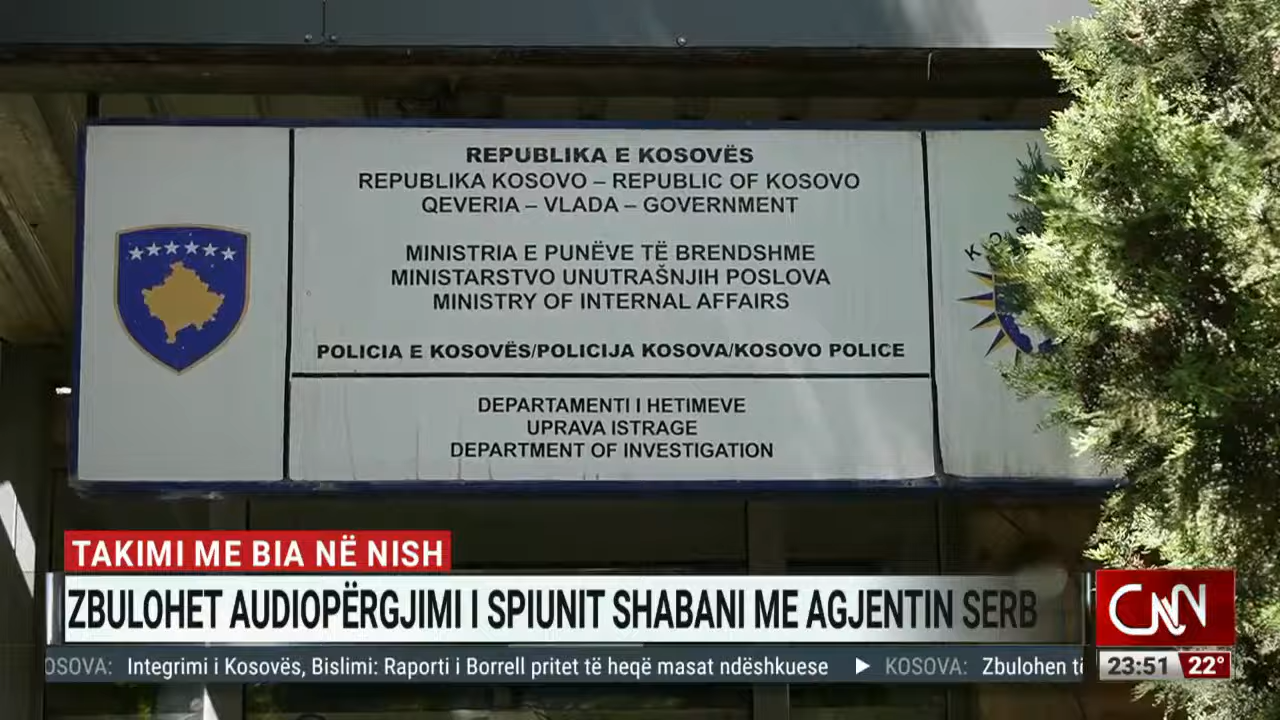 REPUBLIKA E KOSOVËS
REPUBLIKA KOSOVO – REPUBLIC OF KOSOVO
QEVERIA – VLADA – GOVERNMENT
MINISTRIA E PUNËVE TË BRENDSHME
MINISTARSTVO UNUTRAŠNJIH POSLOVA
MINISTRY OF INTERNAL AFFAIRS
POLICIA E KOSOVËS/POLICIJA KOSOVA/KOSOVO POLICE
DEPARTAMENTI I HETIMEVE
UPRAVA ISTRAGE
DEPARTMENT OF INVESTIGATION
TAKIMI ME BIA NË NISH
ZBULOHET AUDIOPËRGJIMI I SPIUNIT SHABANI ME AGJENTIN SERB
CNN
OSOVA: Integrimi i Kosovës, Bislimi: Raporti i Borrell pritet të heqë masat ndëshkuese ▶ KOSOVA: Zbulohen të
23:51 22°